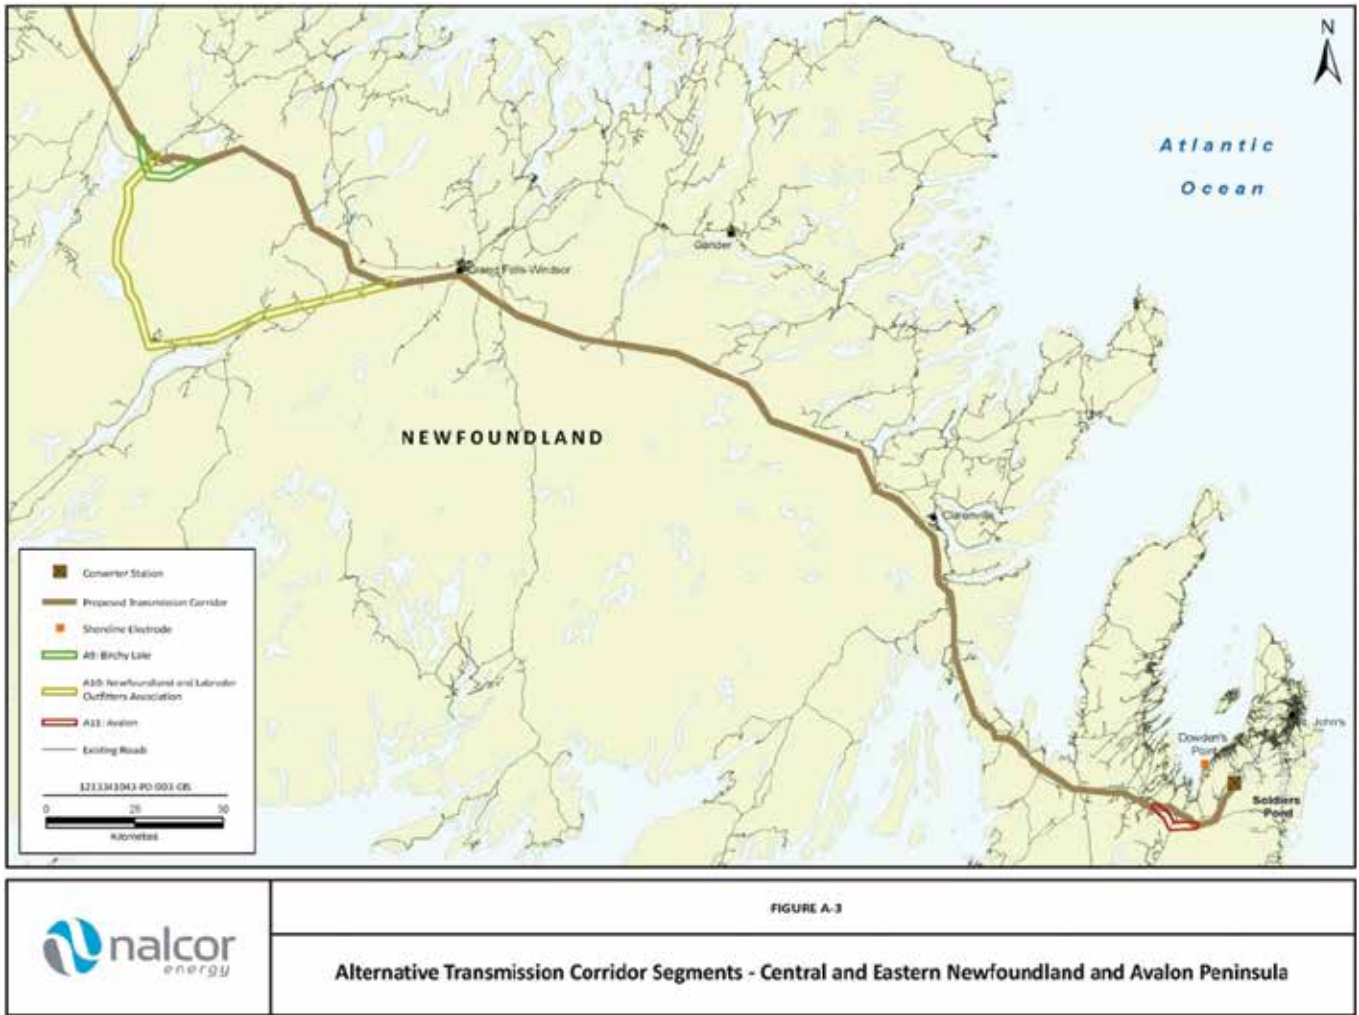 N
Atlantic
Ocean
Gander
Grand Falls-Windsor
NEWFOUNDLAND
Clarenville
St. John's
Dowden's
Point
Soldiers
Pond
Converter Station
Proposed Transmission Corridor
Shoreline Electrode
A9: Birchy Lake
A10: Newfoundland and Labrador
Outfitters Association
A11: Avalon
Existing Roads
0 25 50
Kilometres
nalcor
energy
FIGURE A-3
Alternative Transmission Corridor Segments - Central and Eastern Newfoundland and Avalon Peninsula